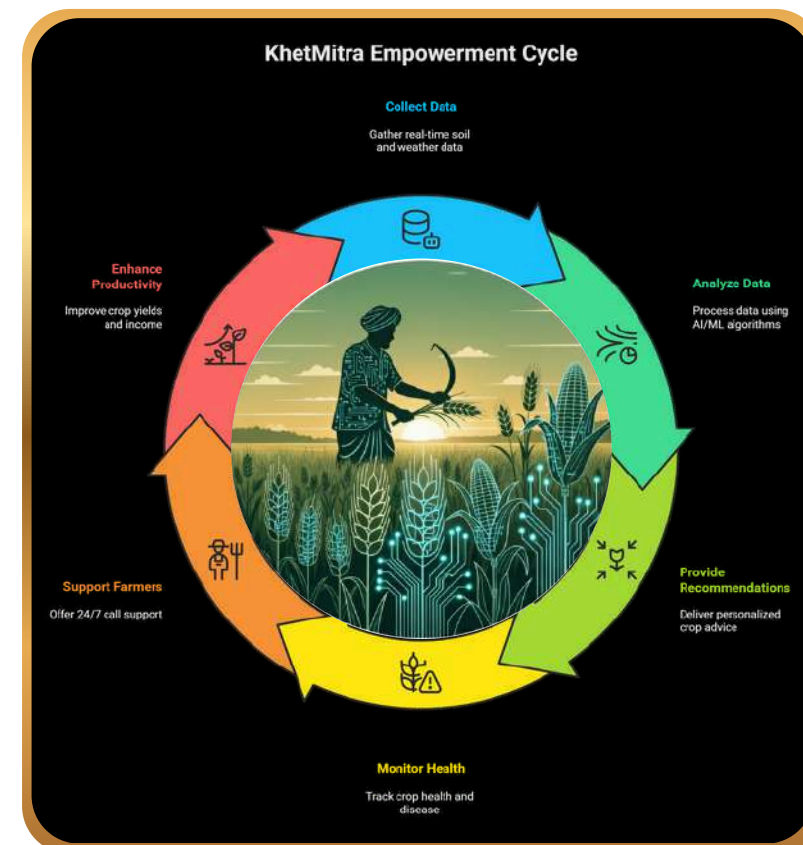 KhetMitra Empowerment Cycle
Collect Data
Gather real-time soil
and weather data
Analyze Data
Process data using
AI/ML algorithms
Provide
Recommendations
Deliver personalized
crop advice
Monitor Health
Track crop health and
disease
Support Farmers
Offer 24/7 call support
Enhance
Productivity
Improve crop yields
and income